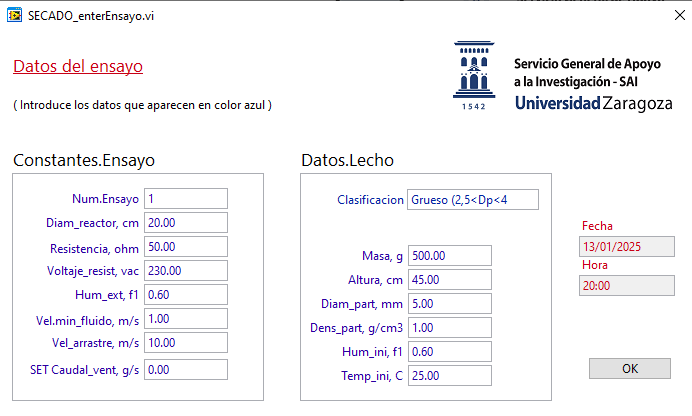 SECADO_enterEnsayo.vi
Datos del ensayo
( Introduce los datos que aparecen en color azul )
1542
Servicio General de Apoyo
a la Investigación - SAI
Universidad Zaragoza
Constantes.Ensayo
Num.Ensayo 1
Diam_reactor, cm 20.00
Resistencia, ohm 50.00
Voltaje_resist, vac 230.00
Hum_ext, f1 0.60
Vel.min_fluido, m/s 1.00
Vel_arrastre, m/s 10.00
SET Caudal_vent, g/s 0.00
Datos.Lecho
Clasificacion Grueso (2,5<Dp<4
Masa, g 500.00
Altura, cm 45.00
Diam_part, mm 5.00
Dens_part, g/cm3 1.00
Hum_ini, f1 0.60
Temp_ini, C 25.00
Fecha
13/01/2025
Hora
20:00
OK